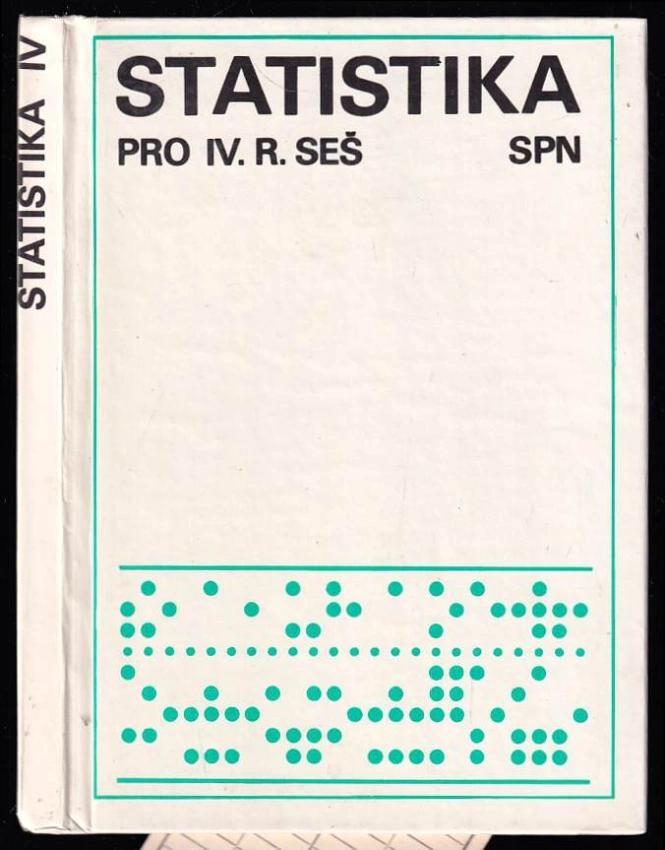 STATISTIKA IV
STATISTIKA
PRO IV. R. SEŠ SPN